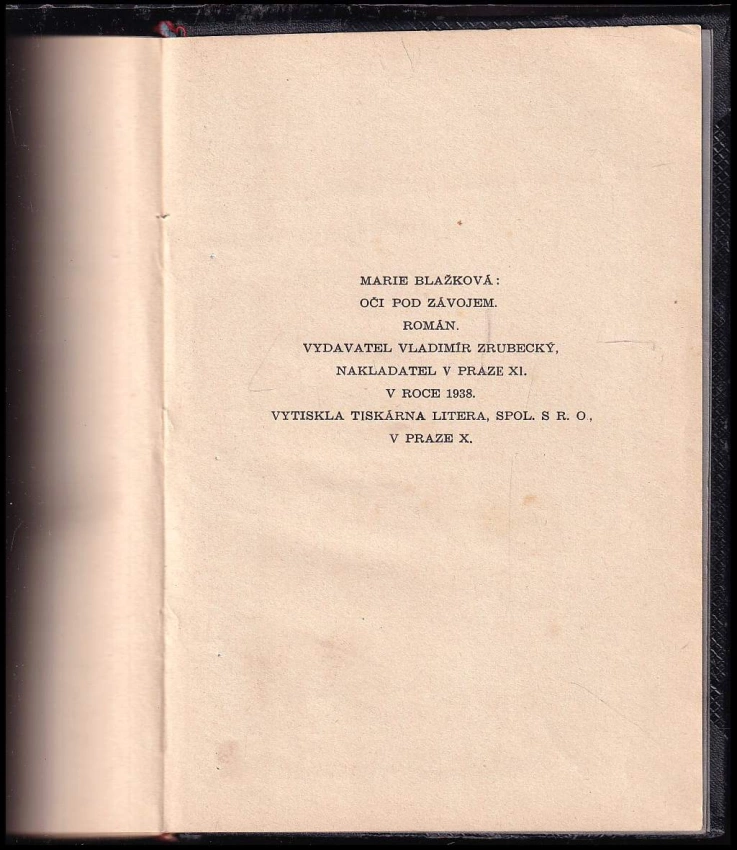 MARIE BLAŽKOVÁ:
OČI POD ZÁVOJEM.
ROMÁN.
VYDAVATEL VLADIMÍR ZRUBECKÝ,
NAKLADATEL V PRAZE XI.
V ROCE 1938.
VYTISKLA TISKÁRNA LITERA, SPOL. S R. O,
V PRAZE X.